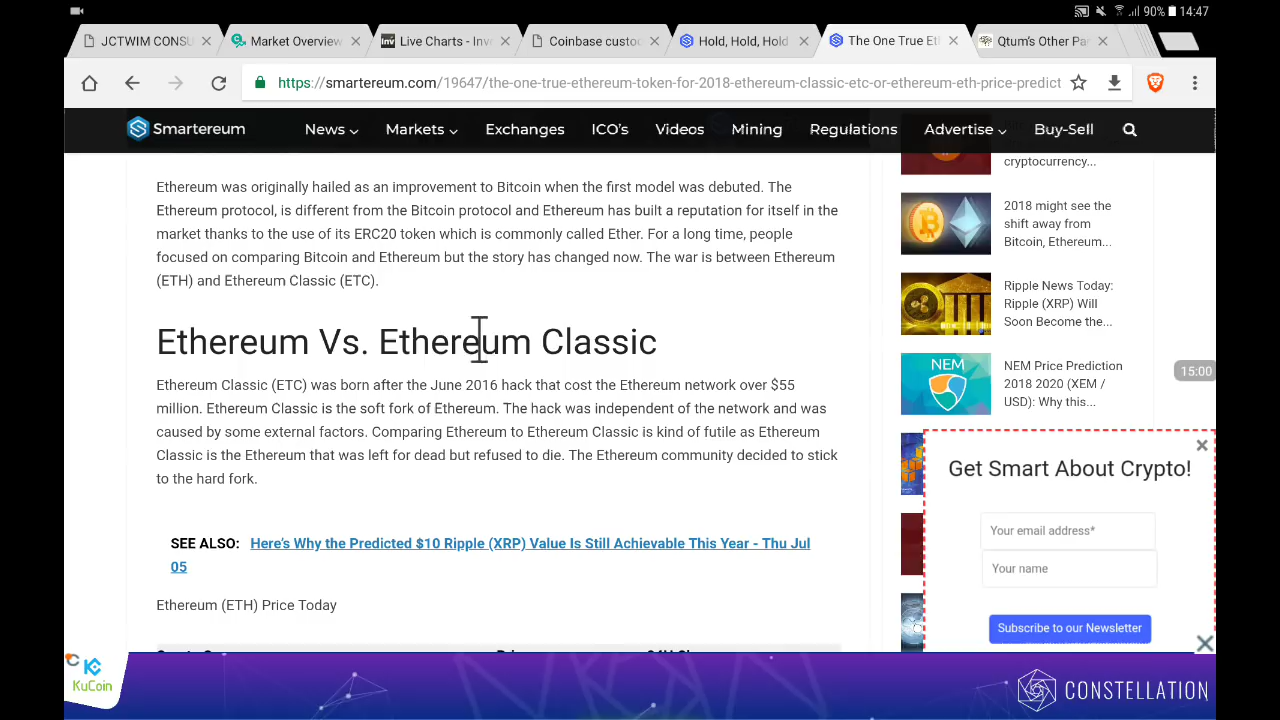 90% 14:47
JCTWIM CONSU
Market Overview
Live Charts - Inve
Coinbase custod
Hold, Hold, Hold
The One True Eth
Qtum's Other Pa
https://smartereum.com/19647/the-one-true-ethereum-token-for-2018-ethereum-classic-etc-or-ethereum-eth-price-predict
Smartereum
News
Markets
Exchanges
ICO's
Videos
Mining
Regulations
Advertise
Buy-Sell
Ethereum was originally hailed as an improvement to Bitcoin when the first model was debuted. The
Ethereum protocol, is different from the Bitcoin protocol and Ethereum has built a reputation for itself in the
market thanks to the use of its ERC20 token which is commonly called Ether. For a long time, people
focused on comparing Bitcoin and Ethereum but the story has changed now. The war is between Ethereum
(ETH) and Ethereum Classic (ETC).
Ethereum Vs. Ethereum Classic
Ethereum Classic (ETC) was born after the June 2016 hack that cost the Ethereum network over $55
million. Ethereum Classic is the soft fork of Ethereum. The hack was independent of the network and was
caused by some external factors. Comparing Ethereum to Ethereum Classic is kind of futile as Ethereum
Classic is the Ethereum that was left for dead but refused to die. The Ethereum community decided to stick
to the hard fork.
SEE ALSO: Here's Why the Predicted $10 Ripple (XRP) Value Is Still Achievable This Year - Thu Jul
05
Ethereum (ETH) Price Today
cryptocurrency...
2018 might see the
shift away from
Bitcoin, Ethereum...
Ripple News Today:
Ripple (XRP) Will
Soon Become the...
NEM
NEM Price Prediction
2018 2020 (XEM /
USD): Why this...
15:00
Get Smart About Crypto!
Your email address*
Your name
Subscribe to our Newsletter
KuCoin
CONSTELLATION